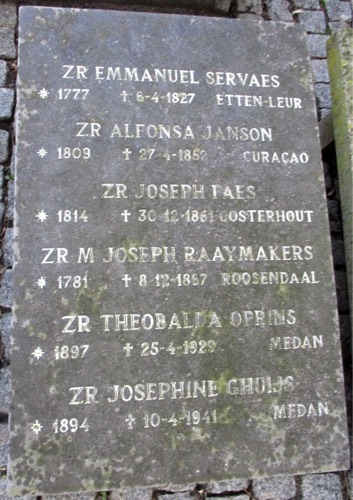 ZR EMMANUEL SERVAES
* 1777 † 6-4-1827 ETTEN-LEUR
ZR ALFONSA JANSON
* 1809 † 27-4-1852 CURAÇAO
ZR JOSEPH FAES
* 1814 † 30-12-1861 OOSTERHOUT
ZR M JOSEPH RAAYMAKERS
* 1781 † 8-12-1867 ROOSENDAAL
ZR THEOBALDA OPRINS
* 1897 † 25-4-1929 MEDAN
ZR JOSEPHINE GHUIJS
* 1894 † 10-4-1941 MEDAN